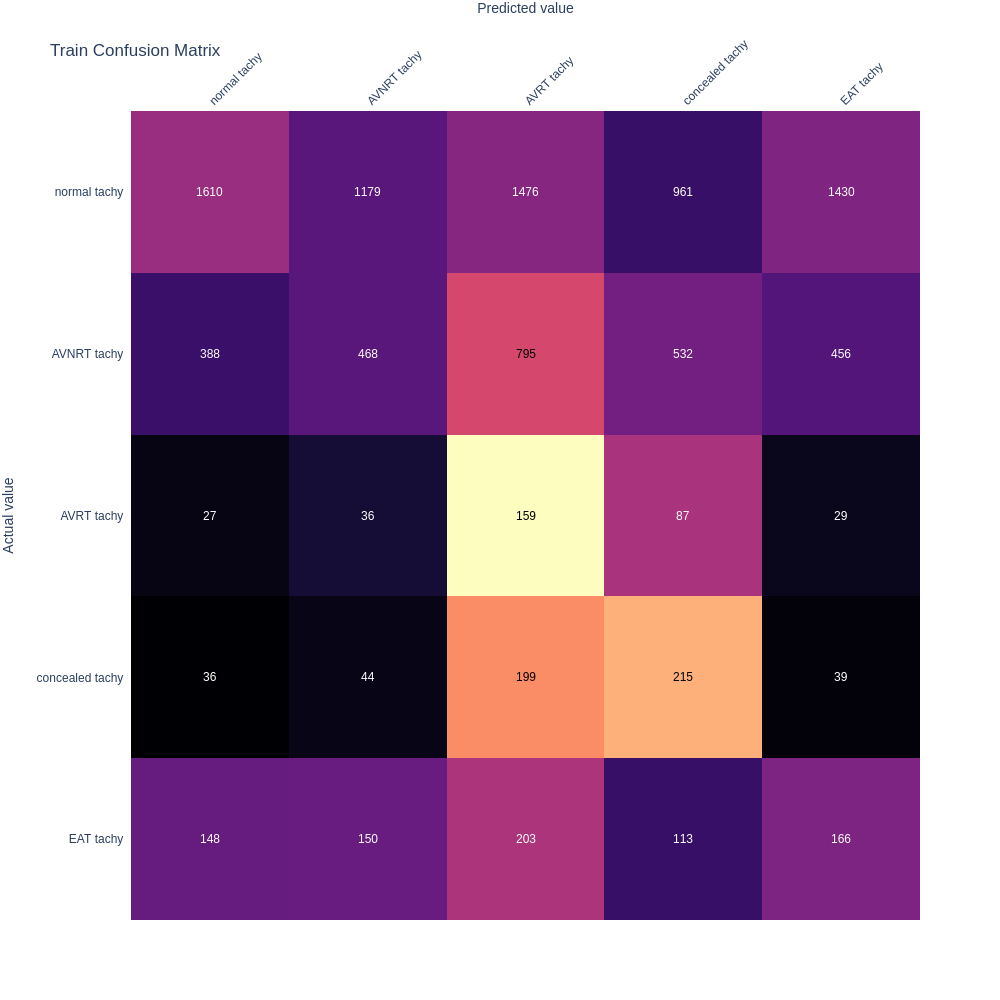 Predicted value
Train Confusion Matrix
normal tachy
AVNRT tachy
AVRT tachy
concealed tachy
EAT tachy
normal tachy 1610 1179 1476 961 1430
AVNRT tachy 388 468 795 532 456
AVRT tachy 27 36 159 87 29
concealed tachy 36 44 199 215 39
EAT tachy 148 150 203 113 166
Actual value